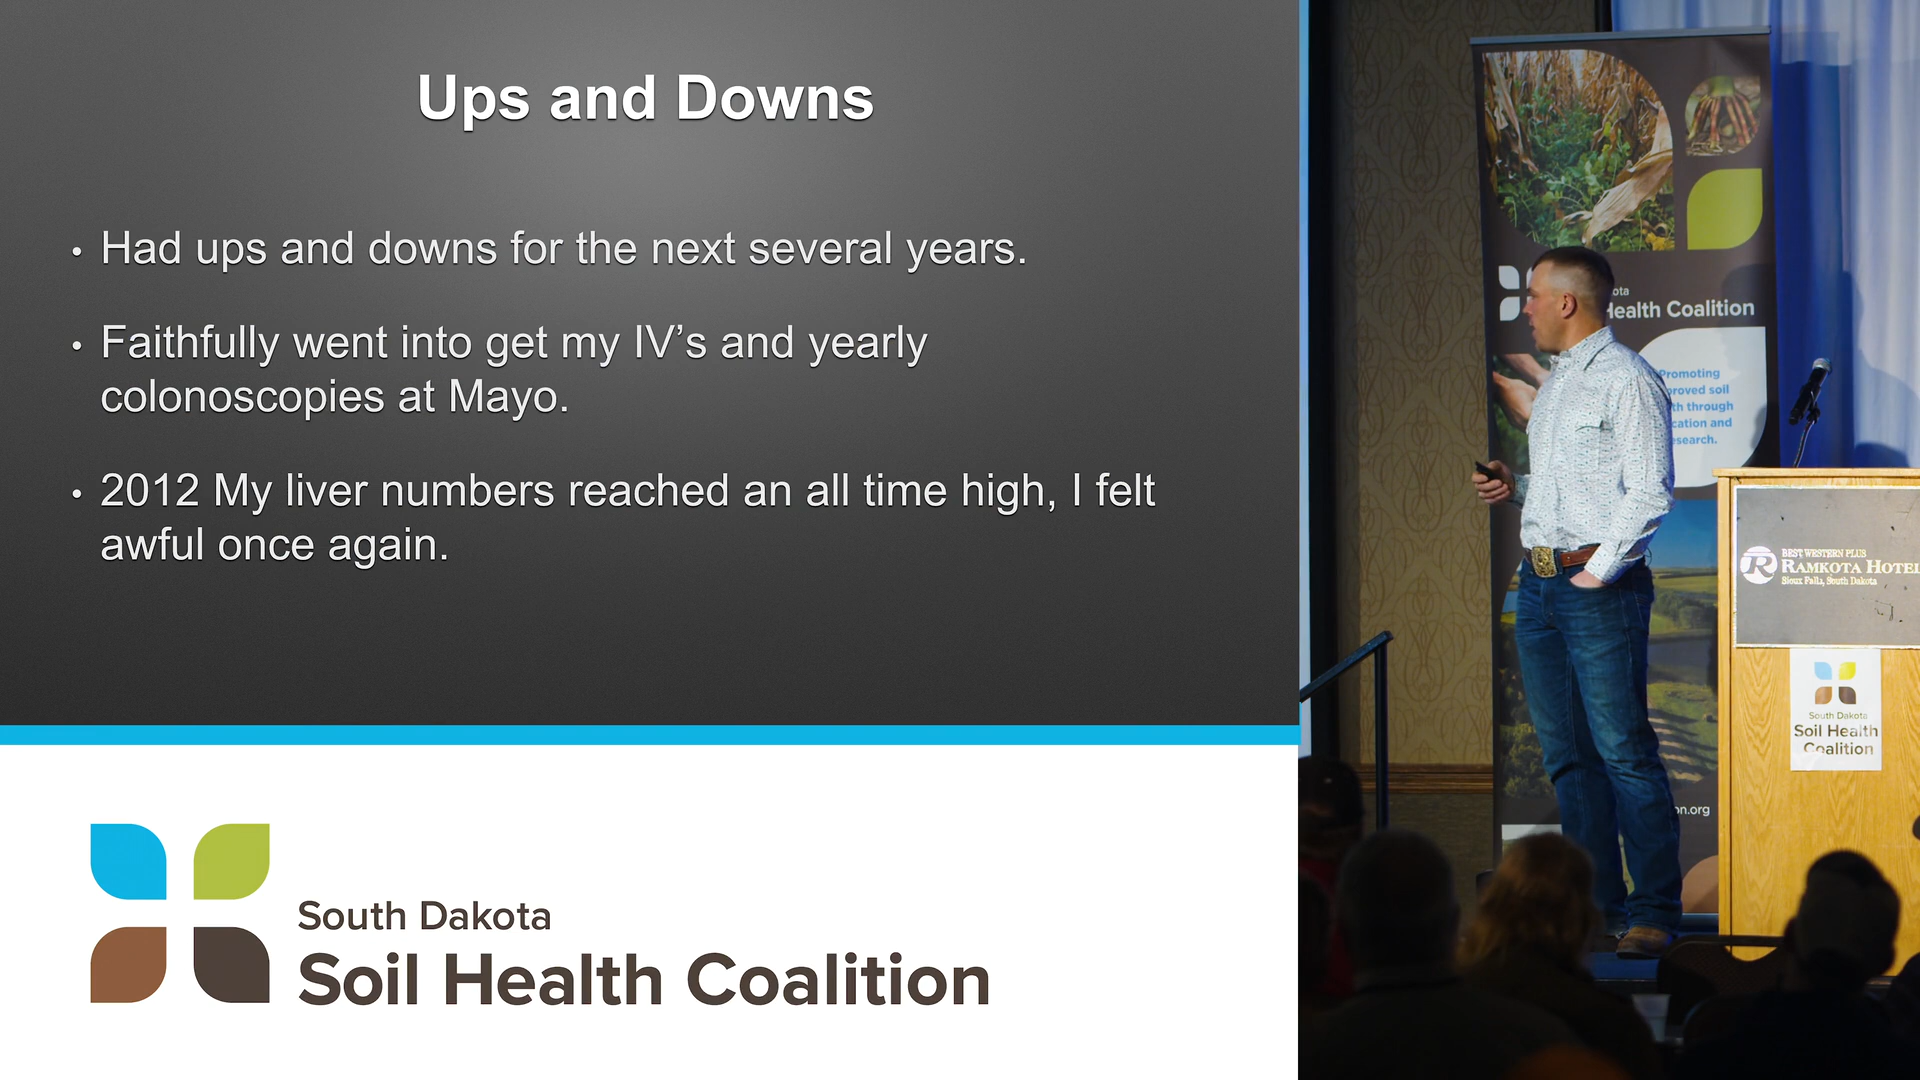 Ups and Downs
• Had ups and downs for the next several years.
• Faithfully went into get my IV’s and yearly
colonoscopies at Mayo.
• 2012 My liver numbers reached an all time high, I felt
awful once again.
South Dakota
Soil Health Coalition
Health Coalition
Promoting
soil
through
and
BEST WESTERN PLUS
RAMKOTA HOTEL
Sioux Falls, South Dakota
South Dakota
Soil Health
Coalition